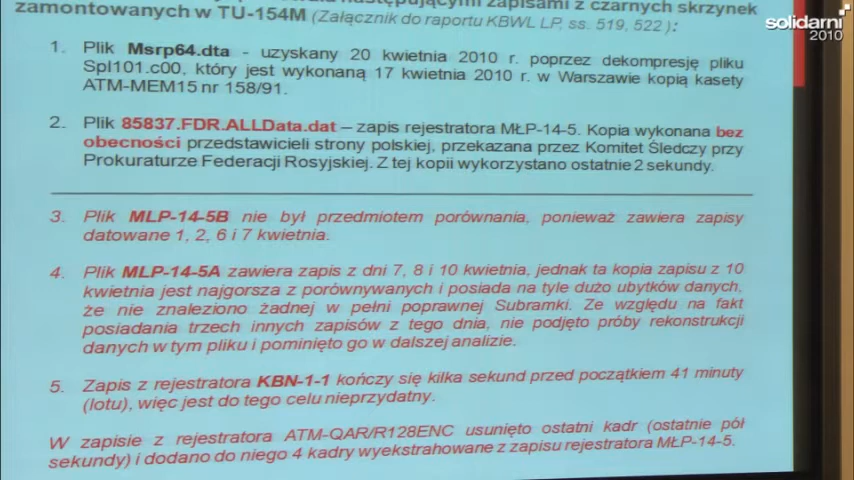 następującymi zapisami z czarnych skrzynek
zamontowanych w TU-154M (Załącznik do raportu KBWL LP, ss. 519, 522 ):
solidarni
2010
1. Plik Msrp64.dta - uzyskany 20 kwietnia 2010 r. poprzez dekompresję pliku
Spl101.c00, który jest wykonaną 17 kwietnia 2010 r. w Warszawie kopią kasety
ATM-MEM15 nr 158/91.
2. Plik 85837.FDR.ALLData.dat – zapis rejestratora MŁP-14-5. Kopia wykonana bez
obecności przedstawicieli strony polskiej, przekazana przez Komitet Śledczy przy
Prokuraturze Federacji Rosyjskiej. Z tej kopii wykorzystano ostatnie 2 sekundy.
3. Plik MLP-14-5B nie był przedmiotem porównania, ponieważ zawiera zapisy
datowane 1, 2, 6 i 7 kwietnia.
4. Plik MLP-14-5A zawiera zapis z dni 7, 8 i 10 kwietnia, jednak ta kopia zapisu z 10
kwietnia jest najgorsza z porównywanych i posiada na tyle dużo ubytków danych,
że nie znaleziono żadnej w pełni poprawnej Subramki. Ze względu na fakt
posiadania trzech innych zapisów z tego dnia, nie podjęto próby rekonstrukcji
danych w tym pliku i pominięto go w dalszej analizie.
5. Zapis z rejestratora KBN-1-1 kończy się kilka sekund przed początkiem 41 minuty
(lotu), więc jest do tego celu nieprzydatny.
W zapisie z rejestratora ATM-QAR/R128ENC usunięto ostatni kadr (ostatnie pół
sekundy) i dodano do niego 4 kadry wyekstrahowane z zapisu rejestratora MŁP-14-5.